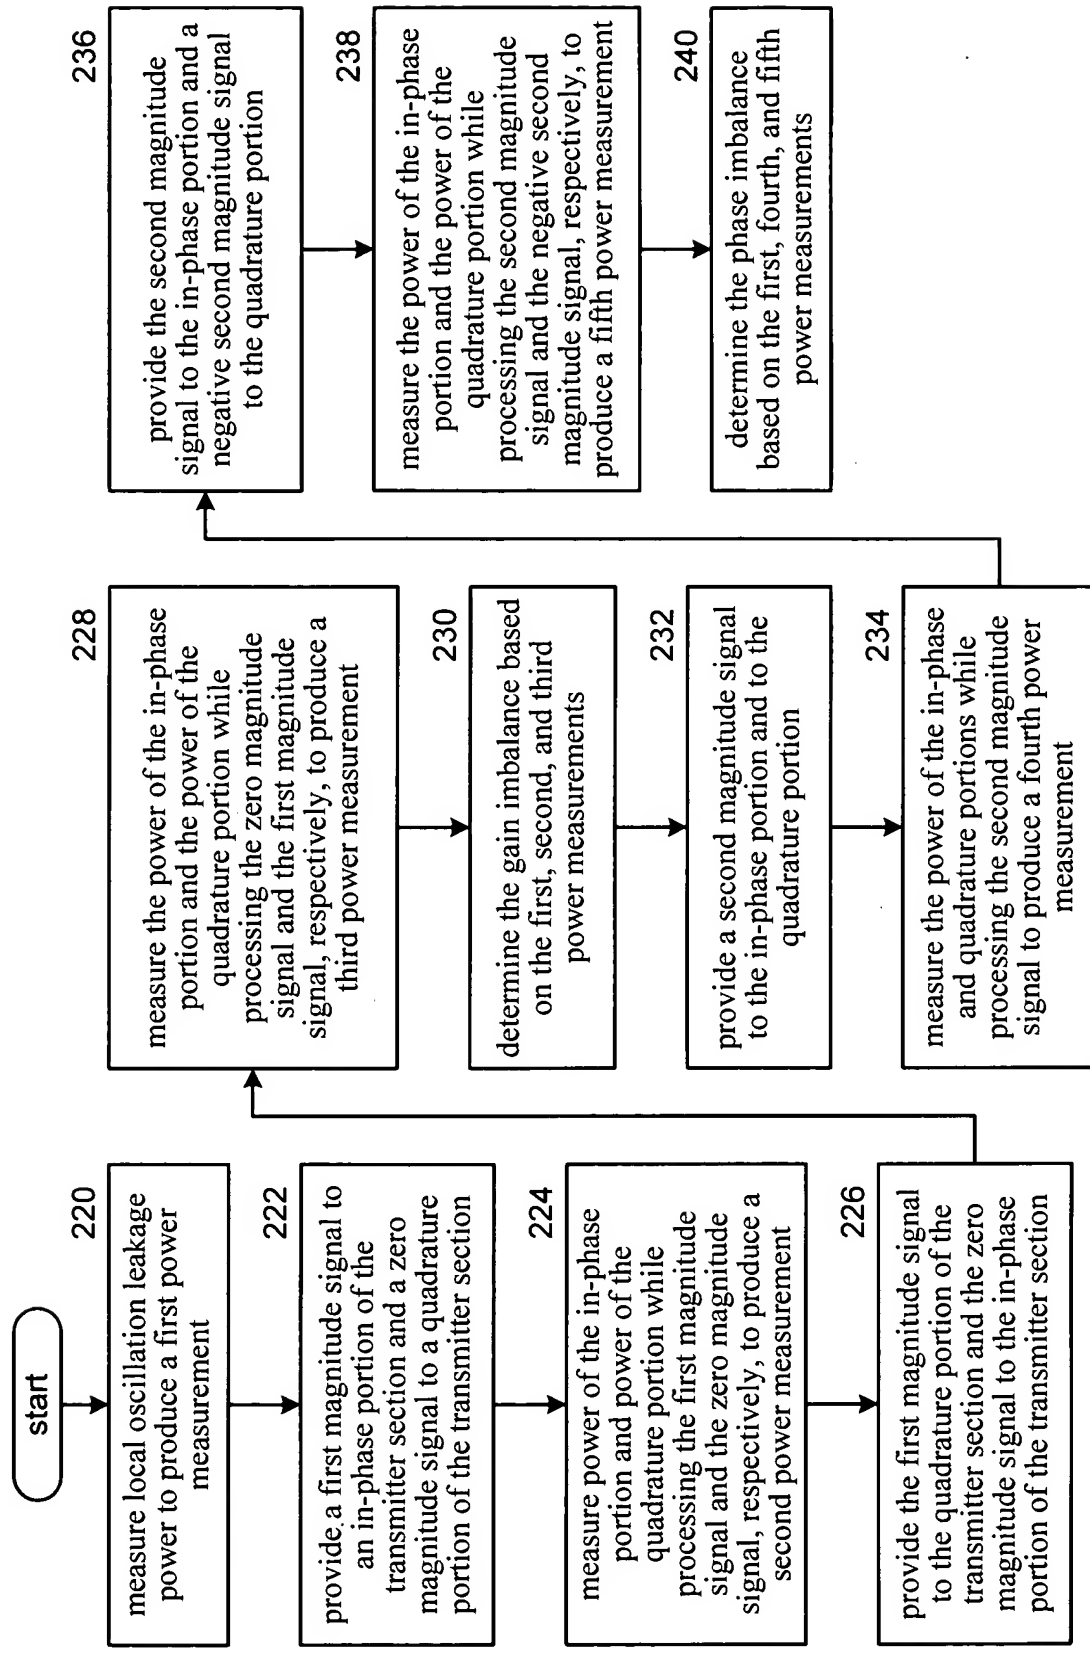 start
220
measure local oscillation leakage
power to produce a first power
measurement
222
provide a first magnitude signal to
an in-phase portion of the
transmitter section and a zero
magnitude signal to a quadrature
portion of the transmitter section
224
measure power of the in-phase
portion and power of the
quadrature portion while
processing the first magnitude
signal and the zero magnitude
signal, respectively, to produce a
second power measurement
226
provide the first magnitude signal
to the quadrature portion of the
transmitter section and the zero
magnitude signal to the in-phase
portion of the transmitter section
228
measure the power of the in-phase
portion and the power of the
quadrature portion while
processing the zero magnitude
signal and the first magnitude
signal, respectively, to produce a
third power measurement
230
determine the gain imbalance based
on the first, second, and third
power measurements
232
provide a second magnitude signal
to the in-phase portion and to the
quadrature portion
234
measure the power of the in-phase
and quadrature portions while
processing the second magnitude
signal to produce a fourth power
measurement
236
provide the second magnitude
signal to the in-phase portion and a
negative second magnitude signal
to the quadrature portion
238
measure the power of the in-phase
portion and the power of the
quadrature portion while
processing the second magnitude
signal and the negative second
magnitude signal, respectively, to
produce a fifth power measurement
240
determine the phase imbalance
based on the first, fourth, and fifth
power measurements